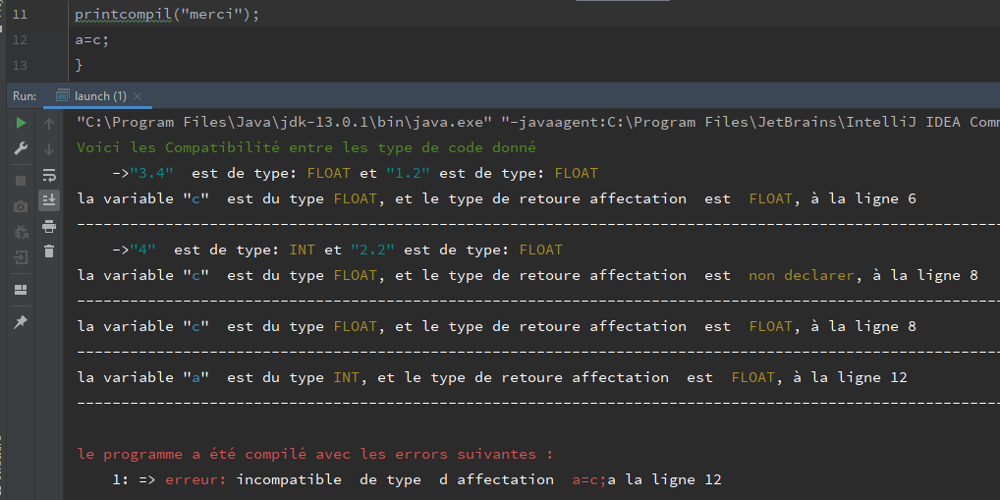 11 printcompil("merci");
12 a=c;
13 }
Run: launch (1) ×
"C:\Program Files\Java\jdk-13.0.1\bin\java.exe" "-javaagent:C:\Program Files\JetBrains\IntelliJ IDEA Comm
Voici les Compatibilité entre les type de code donné
->"3.4" est de type: FLOAT et "1.2" est de type: FLOAT
la variable "c" est du type FLOAT, et le type de retoure affectation est FLOAT, à la ligne 6
->"4" est de type: INT et "2.2" est de type: FLOAT
la variable "c" est du type FLOAT, et le type de retoure affectation est non declarer, à la ligne 8
la variable "c" est du type FLOAT, et le type de retoure affectation est FLOAT, à la ligne 8
la variable "a" est du type INT, et le type de retoure affectation est FLOAT, à la ligne 12
le programme a été compilé avec les errors suivantes :
1: => erreur: incompatible de type d affectation a=c;a la ligne 12